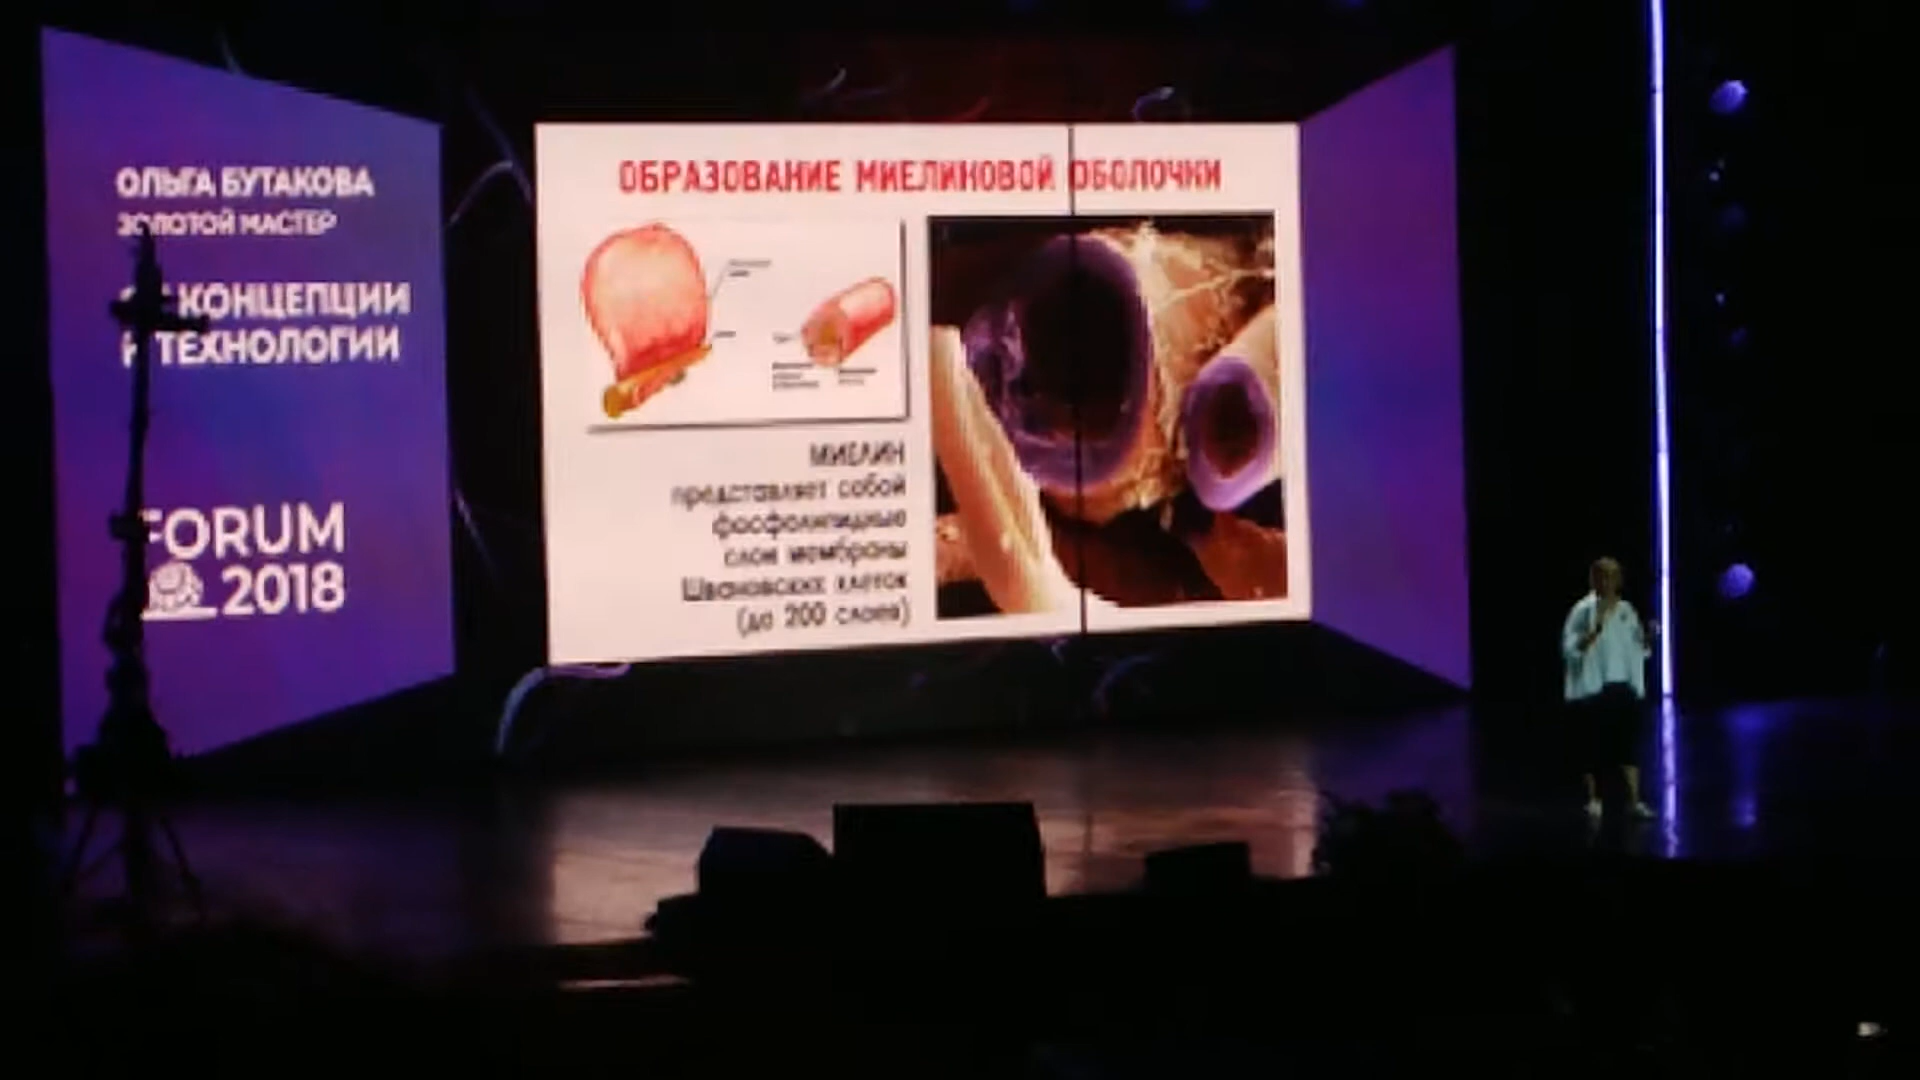 ОЛЬГА БУТАКОВА
ЗОЛОТОЙ МАСТЕР
КОНЦЕПЦИИ
К ТЕХНОЛОГИИ
FORUM
2018
ОБРАЗОВАНИЕ МИЕЛИНОВОЙ ОБОЛОЧКИ
МИЕЛИН
представляет собой
фосфолипидные
слои мембраны
Швановских клеток
(до 200 слоев)